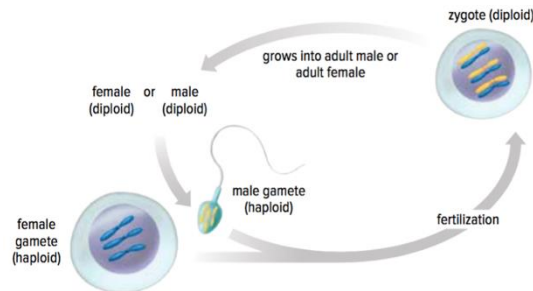 zygote (diploid)
grows into adult male or
adult female
female or male
(diploid) (diploid)
male gamete
(haploid)
female
gamete
(haploid)
fertilization